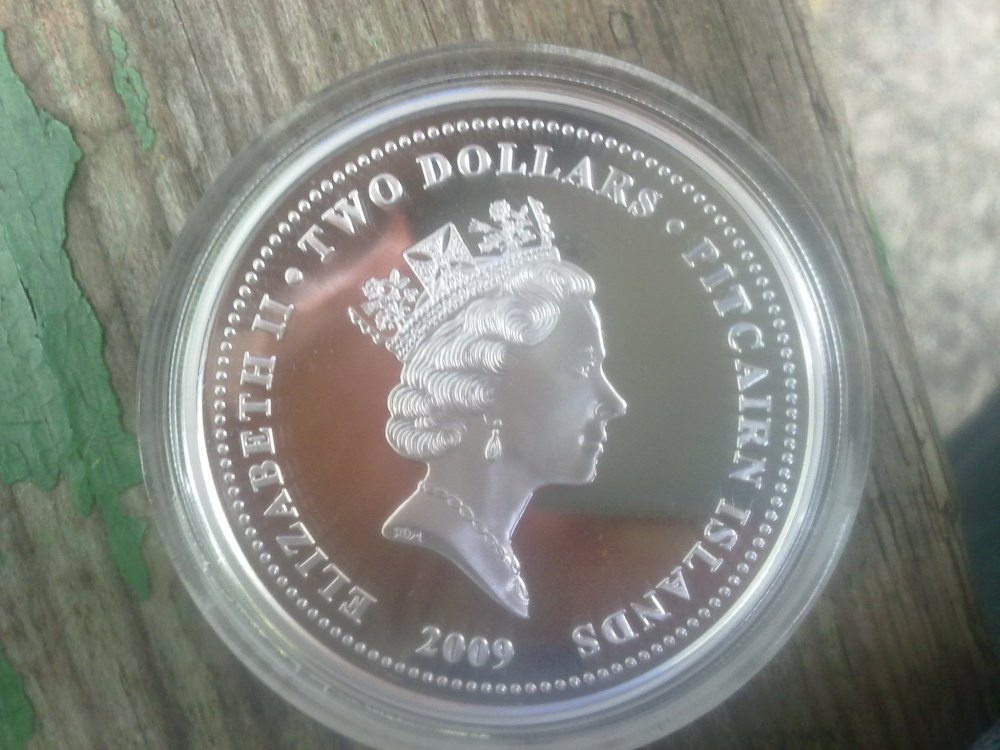 ELIZABETH II • TWO DOLLARS • PITCAIRN ISLANDS
2009